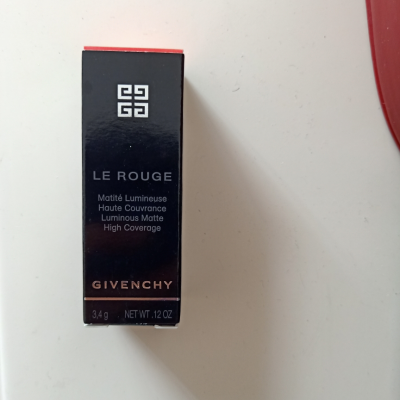 LE ROUGE
Matité Lumineuse
Haute Couvrance
Luminous Matte
High Coverage
GIVENCHY
3,4 g NET WT .12 OZ